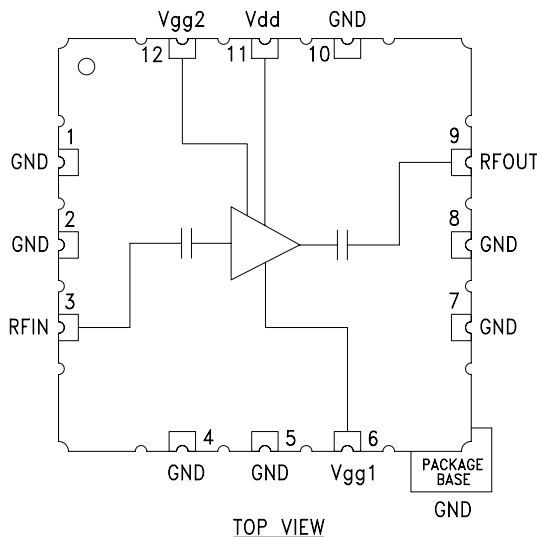 Vgg2 Vdd GND
12 11 10
1 9
GND RFOUT
2 8
GND GND
3 7
RFIN GND
4 5 6
GND GND Vgg1
PACKAGE
BASE
GND
TOP VIEW